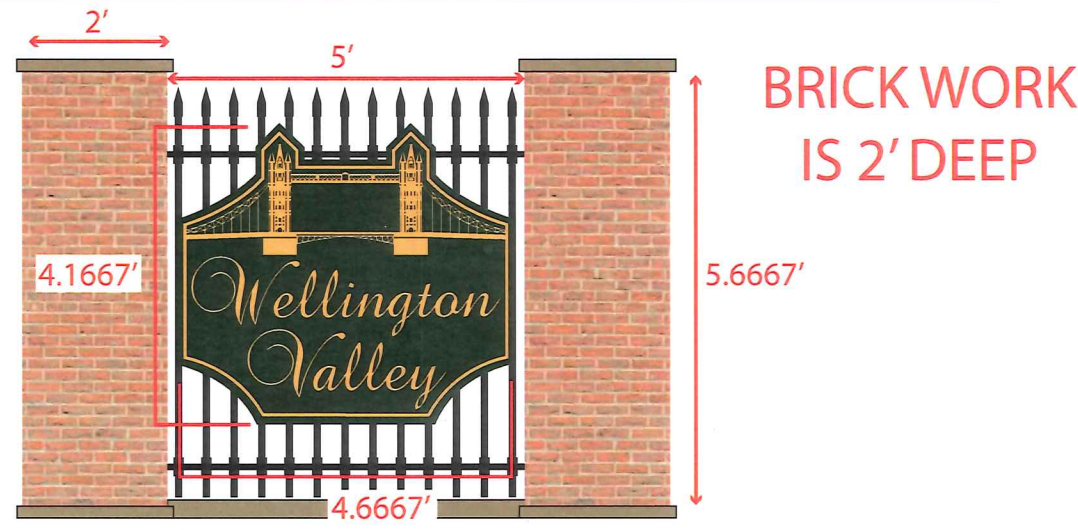 2'
5'
BRICK WORK
IS 2' DEEP
4.1667'
5.6667'
Wellington
Valley
4.6667'